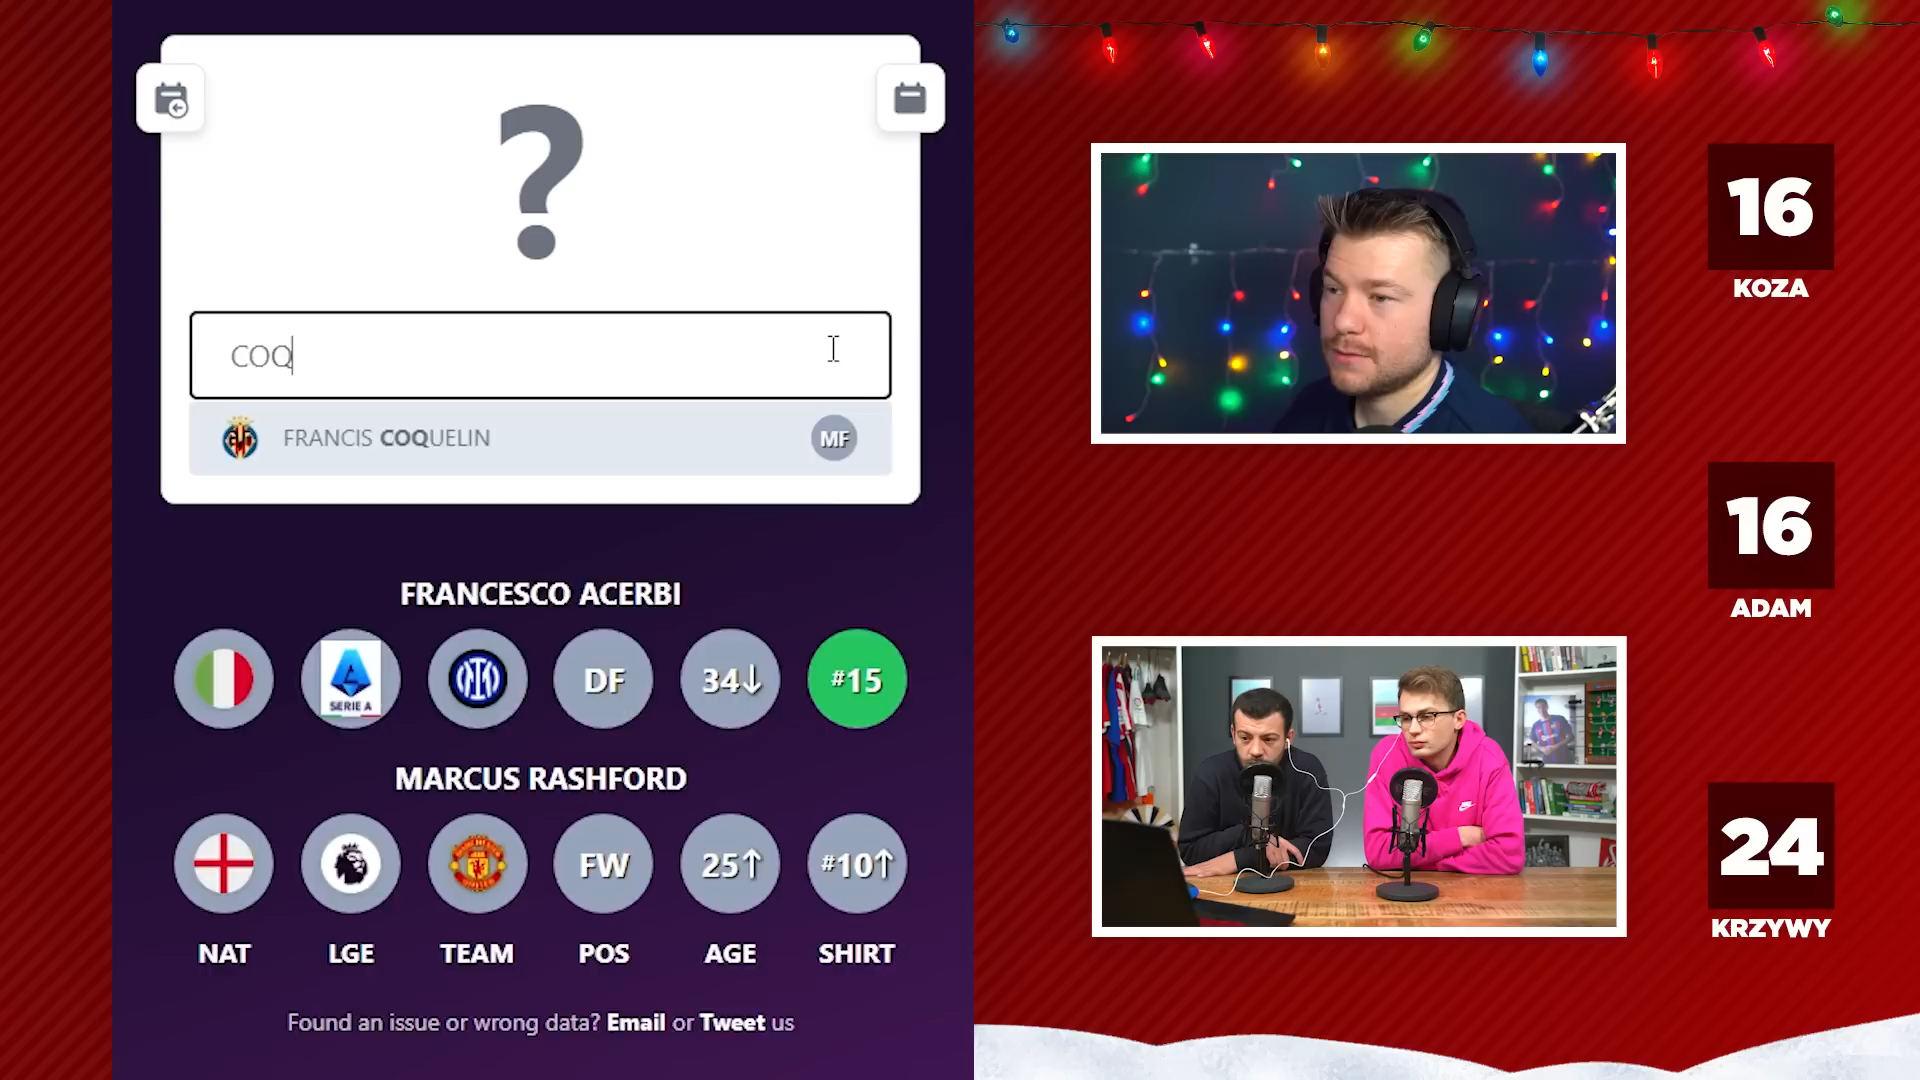 ?
COQ
FRANCIS COQUELIN
MF
FRANCESCO ACERBI
SERIE A
DF
34↓
#15
MARCUS RASHFORD
FW
25↑
#10↑
NAT LGE TEAM POS AGE SHIRT
Found an issue or wrong data? Email or Tweet us
16
KOZA
16
ADAM
24
KRZYWY